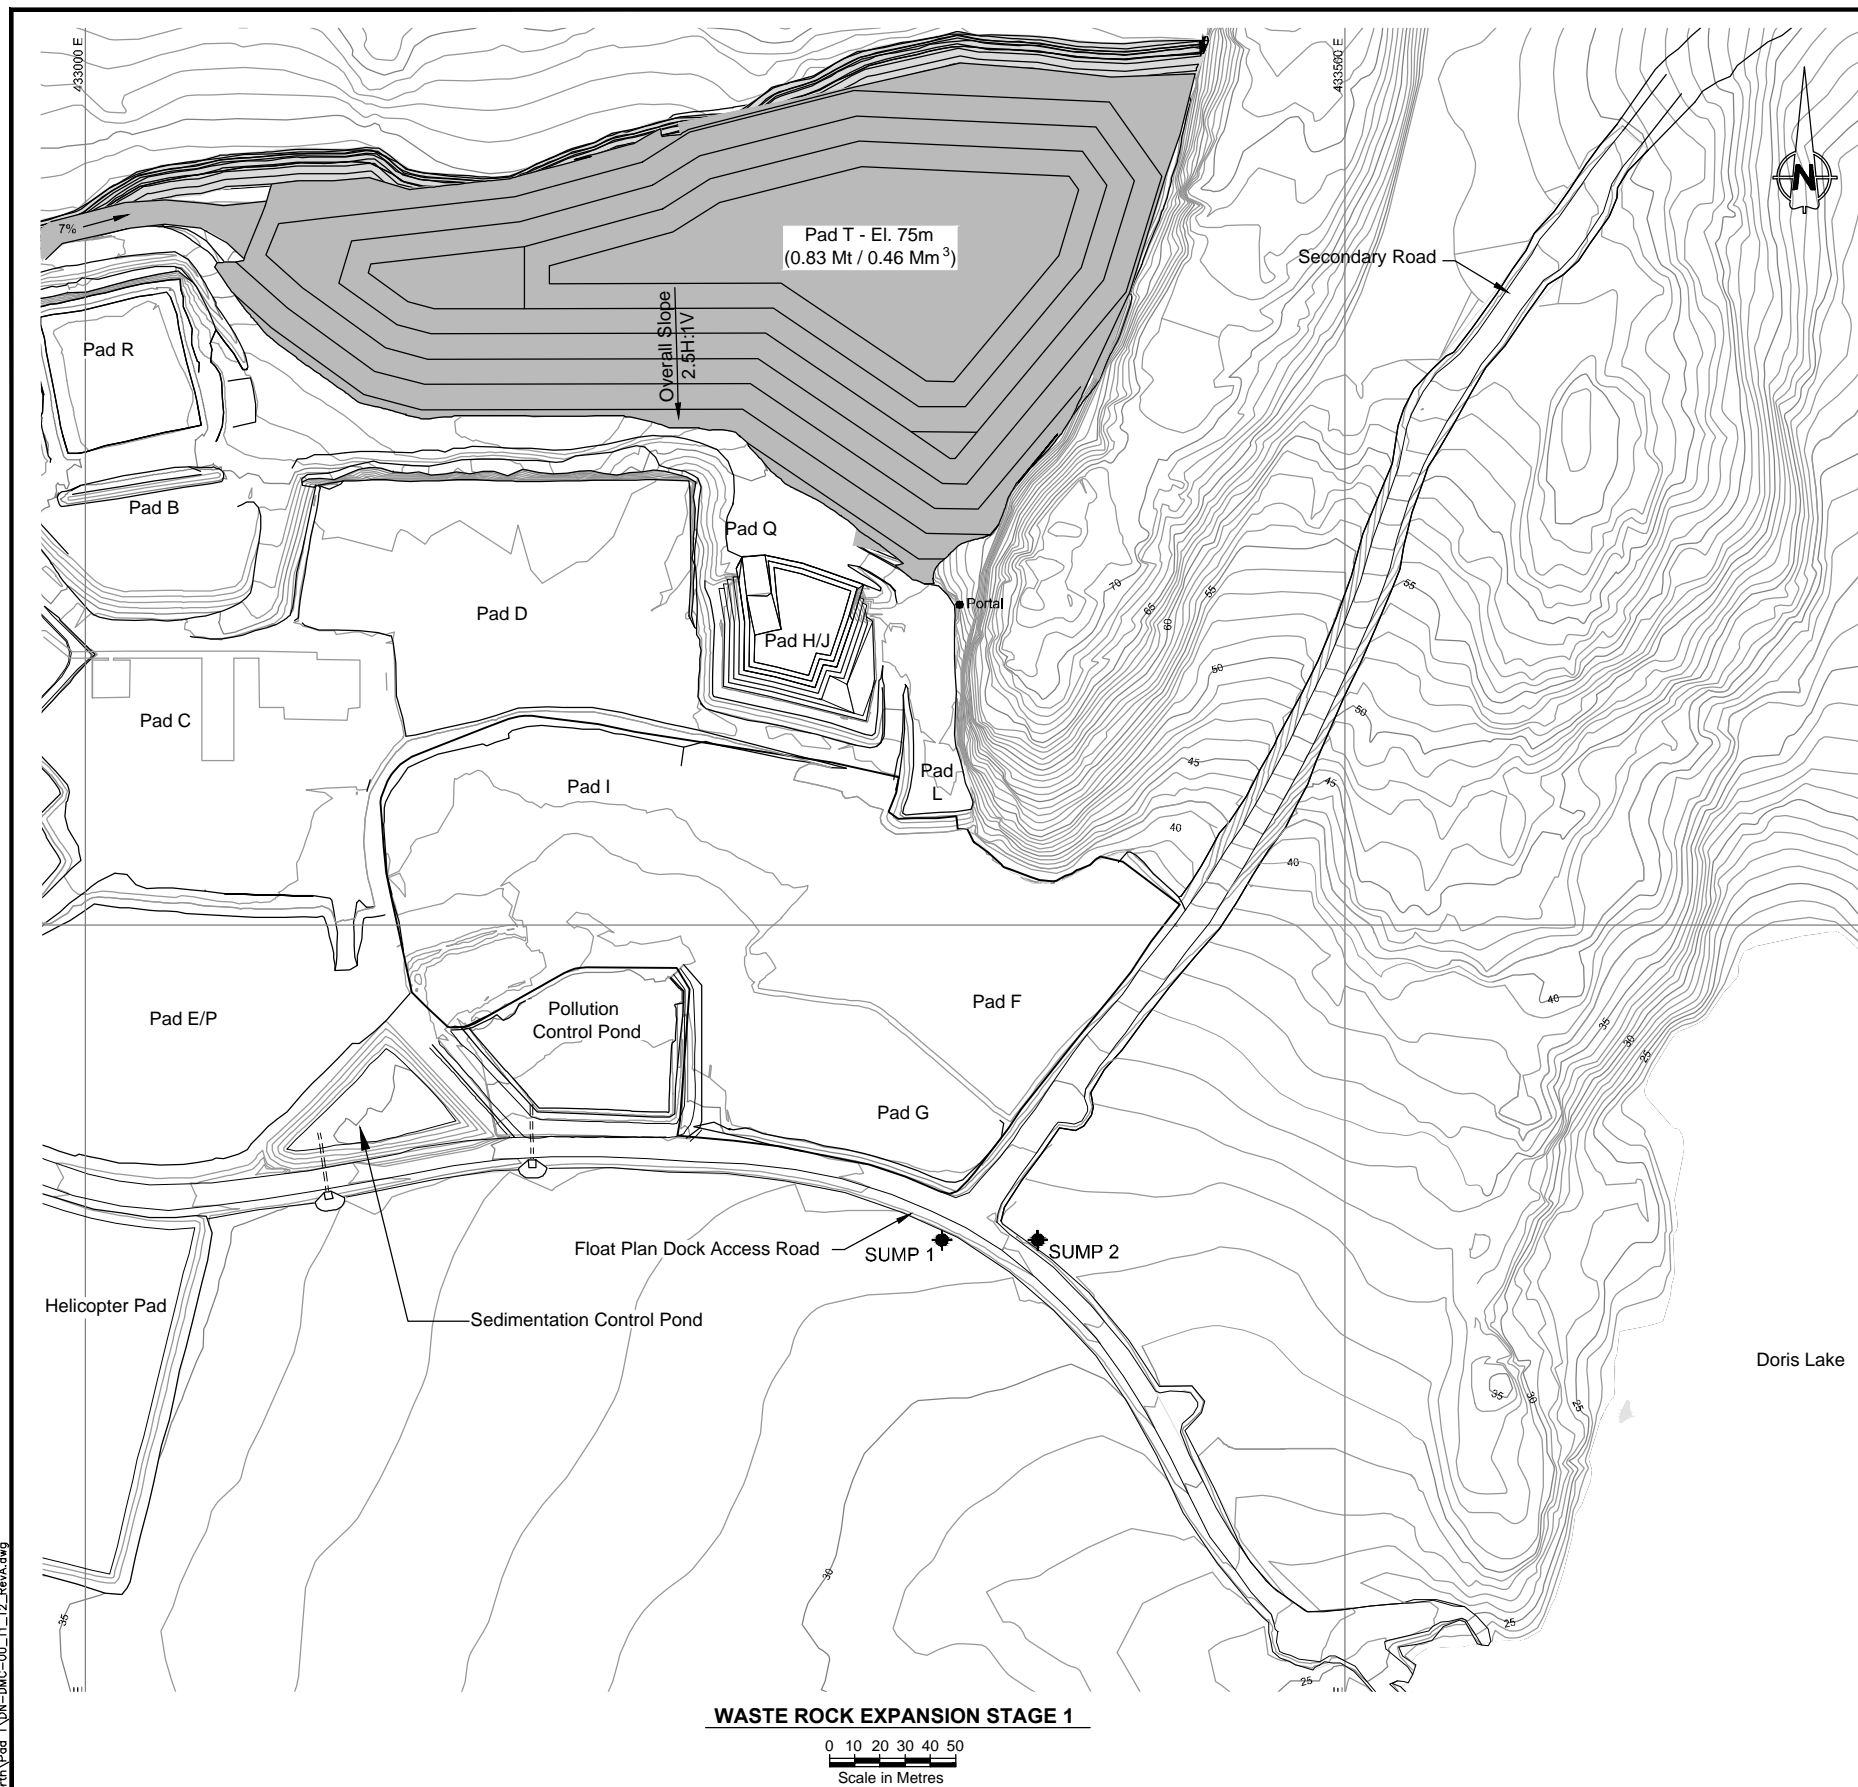 433000 E
433500 E
N
7%
Pad T - El. 75m
(0.83 Mt / 0.46 Mm³)
Secondary Road
Overall Slope
2.5H:1V
Pad R
Pad B
Pad Q
Pad D
Portal
Pad H/J
70
65
60
55
55
50
50
Pad C
Pad I
Pad
L
45
45
40
40
Pad E/P
Pollution
Control Pond
Pad F
40
35
30
25
Pad G
Float Plan Dock Access Road
SUMP 1
SUMP 2
Helicopter Pad
Sedimentation Control Pond
Doris Lake
35
30
25
30
35
25
25
WASTE ROCK EXPANSION STAGE 1
0 10 20 30 40 50
Scale in Metres